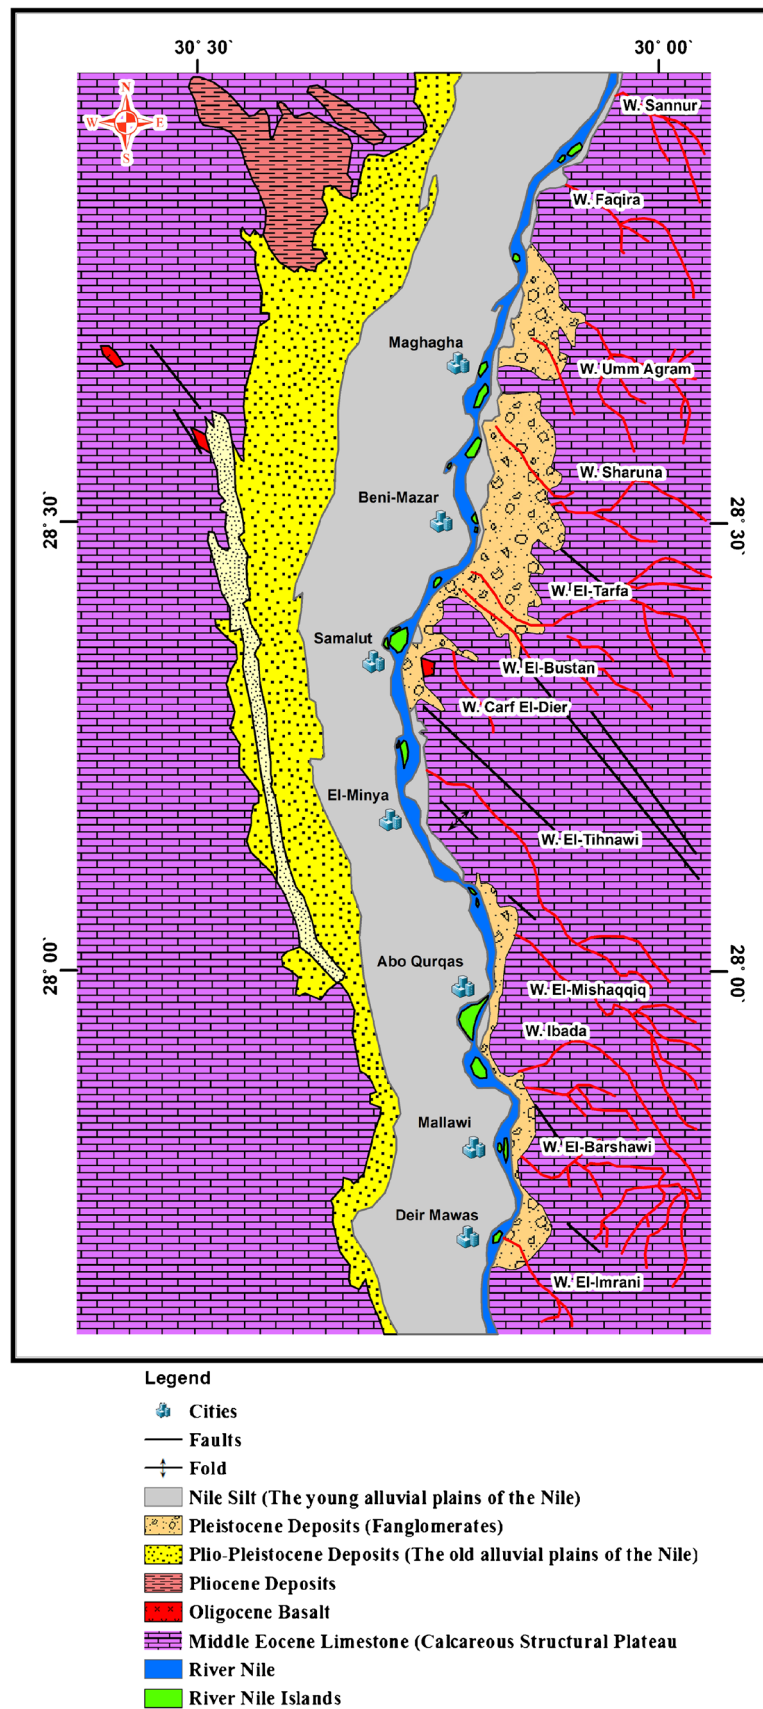 30° 30` 30° 00`
N
W E
S
W. Sannur
W. Faqira
Maghagha
W. Umm Agram
W. Sharuna
Beni-Mazar
28° 30` 28° 30`
W. El-Tarfa
Samalut
W. El-Bustan
W. Carf El-Dier
El-Minya
W. El-Tihnawi
Abo Qurqas
28° 00` 28° 00`
W. El-Mishaqqiq
W. Ibada
Mallawi
W. El-Barshawi
Deir Mawas
W. El-Imrani
Legend
Cities
Faults
Fold
Nile Silt (The young alluvial plains of the Nile)
Pleistocene Deposits (Fanglomerates)
Plio-Pleistocene Deposits (The old alluvial plains of the Nile)
Pliocene Deposits
Oligocene Basalt
Middle Eocene Limestone (Calcareous Structural Plateau
River Nile
River Nile Islands